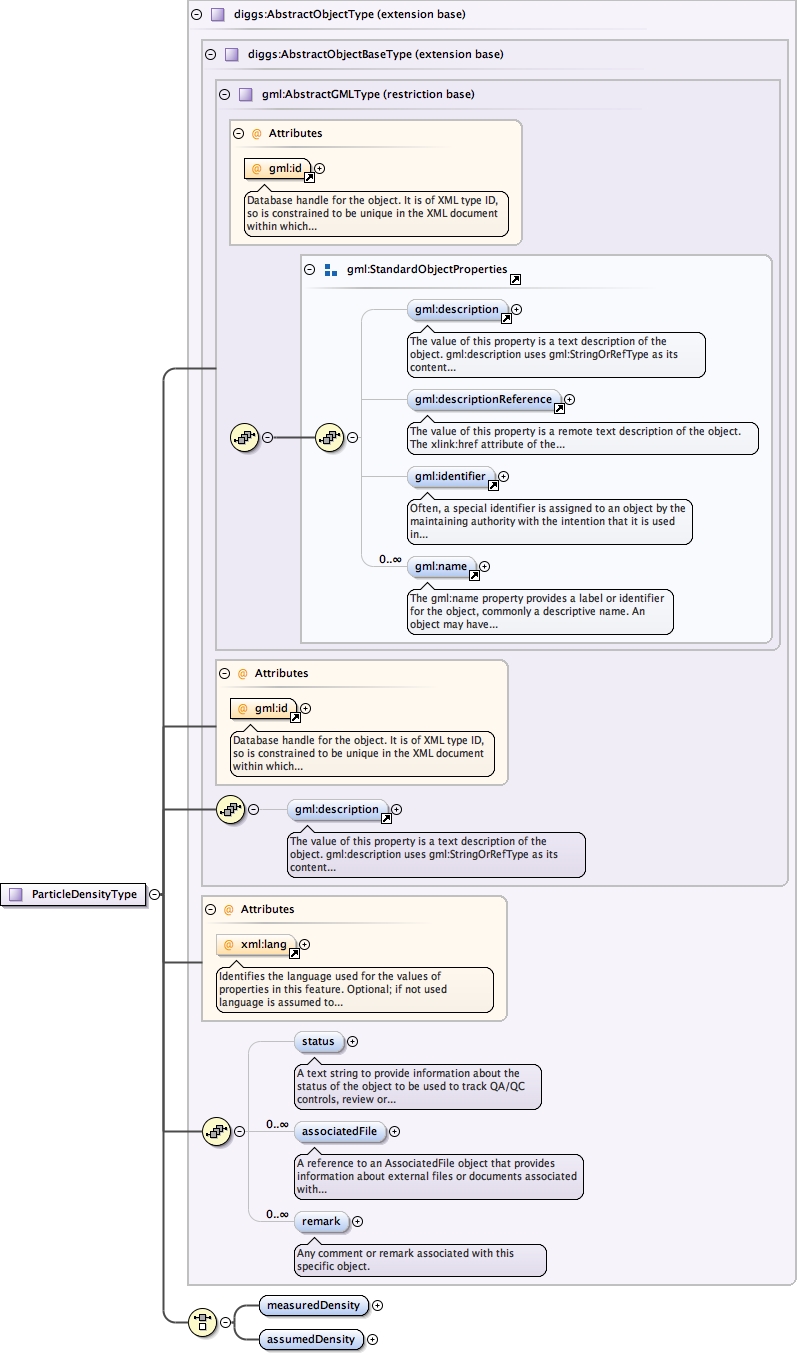 diggs:AbstractObjectType (extension base)
diggs:AbstractObjectBaseType (extension base)
gml:AbstractGMLType (restriction base)
@ Attributes
@ gml:id
Database handle for the object. It is of XML type ID,
so is constrained to be unique in the XML document
within which...
gml:StandardObjectProperties
gml:description
The value of this property is a text description of the
object. gml:description uses gml:StringOrRefType as its
content...
gml:descriptionReference
The value of this property is a remote text description of the object.
The xlink:href attribute of the...
gml:identifier
Often, a special identifier is assigned to an object by the
maintaining authority with the intention that it is used
in...
0..∞
gml:name
The gml:name property provides a label or identifier
for the object, commonly a descriptive name. An
object may have...
@ Attributes
@ gml:id
Database handle for the object. It is of XML type ID,
so is constrained to be unique in the XML document
within which...
gml:description
The value of this property is a text description of the
object. gml:description uses gml:StringOrRefType as its
content...
ParticleDensityType
@ Attributes
@ xml:lang
Identifies the language used for the values of
properties in this feature. Optional; if not used
language is assumed to...
status
A text string to provide information about the
status of the object to be used to track QA/QC
controls, review or...
0..∞
associatedFile
A reference to an AssociatedFile object that provides
information about external files or documents associated
with...
0..∞
remark
Any comment or remark associated with this
specific object.
measuredDensity
assumedDensity